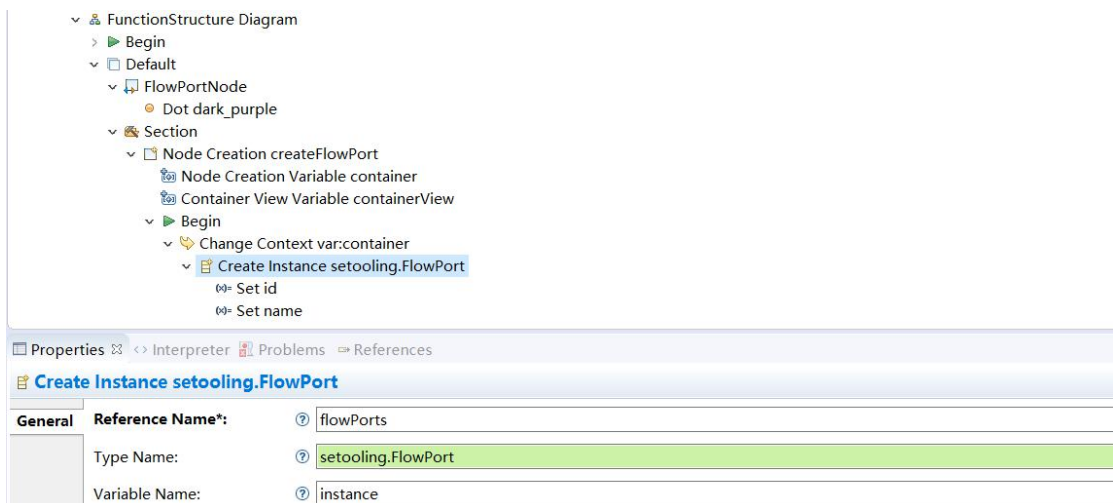 FunctionStructure Diagram
Begin
Default
FlowPortNode
Dot dark_purple
Section
Node Creation createFlowPort
Node Creation Variable container
Container View Variable containerView
Begin
Change Context var:container
Create Instance setooling.FlowPort
Set id
Set name
Properties Interpreter Problems References
Create Instance setooling.FlowPort
General Reference Name*: flowPorts
Type Name: setooling.FlowPort
Variable Name: instance